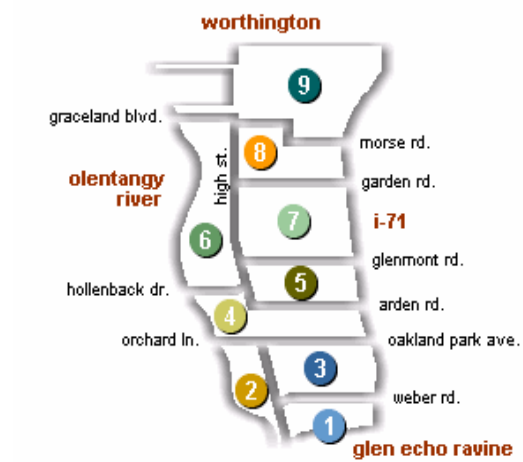 worthington
9
graceland blvd.
morse rd.
8
high st.
olentangy
river
garden rd.
7
i-71
6
glenmont rd.
5
hollenback dr.
arden rd.
4
orchard ln.
oakland park ave.
3
2
weber rd.
1
glen echo ravine